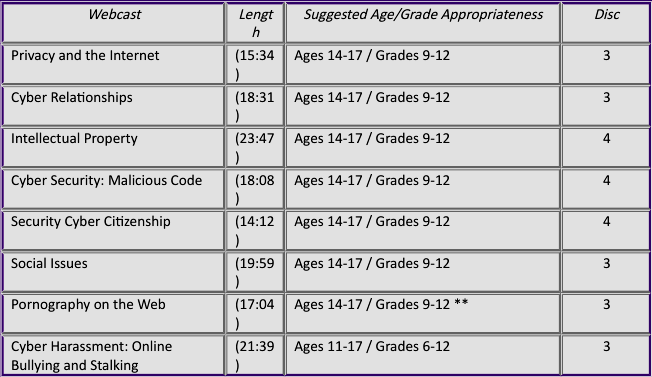 Webcast Lengt Suggested Age/Grade Appropriateness Disc
h
Privacy and the Internet (15:34 Ages 14-17 / Grades 9-12 3
)
Cyber Relationships (18:31 Ages 14-17 / Grades 9-12 3
)
Intellectual Property (23:47 Ages 14-17 / Grades 9-12 4
)
Cyber Security: Malicious Code (18:08 Ages 14-17 / Grades 9-12 4
)
Security Cyber Citizenship (14:12 Ages 14-17 / Grades 9-12 4
)
Social Issues (19:59 Ages 14-17 / Grades 9-12 3
)
Pornography on the Web (17:04 Ages 14-17 / Grades 9-12 ** 3
)
Cyber Harassment: Online (21:39 Ages 11-17 / Grades 6-12 3
Bullying and Stalking )